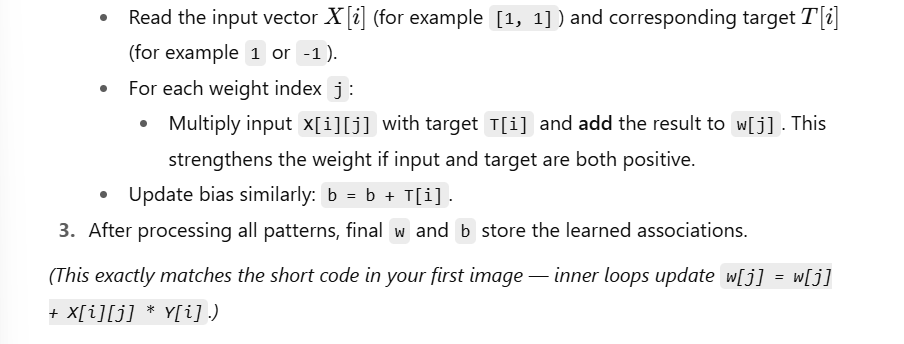 • Read the input vector X[i] (for example [1, 1]) and corresponding target T[i]
(for example 1 or -1).
• For each weight index j:
• Multiply input X[i][j] with target T[i] and add the result to w[j]. This
strengthens the weight if input and target are both positive.
• Update bias similarly: b = b + T[i].
3. After processing all patterns, final w and b store the learned associations.
(This exactly matches the short code in your first image — inner loops update w[j] = w[j]
+ X[i][j] * Y[i].)